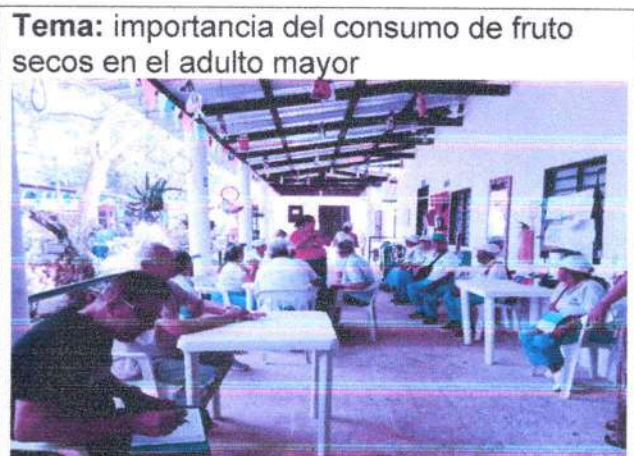 Tema: importancia del consumo de fruto
secos en el adulto mayor